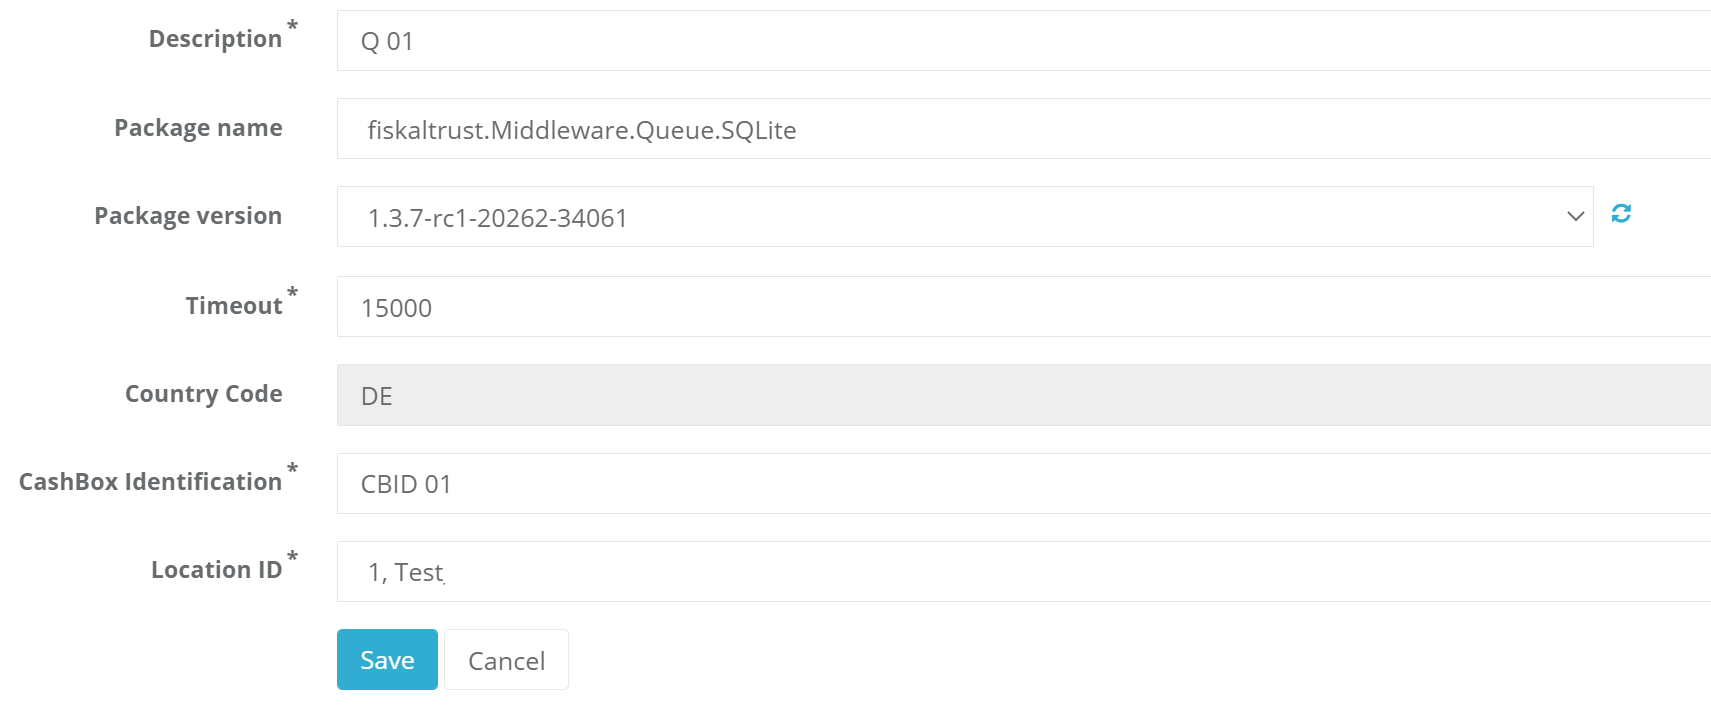 Description * Q 01
Package name fiskaltrust.Middleware.Queue.SQLite
Package version 1.3.7-rc1-20262-34061
Timeout * 15000
Country Code DE
CashBox Identification * CBID 01
Location ID * 1, Test
Save Cancel